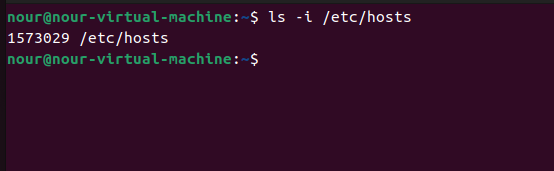 nour@nour-virtual-machine:~$ ls -i /etc/hosts
1573029 /etc/hosts
nour@nour-virtual-machine:~$